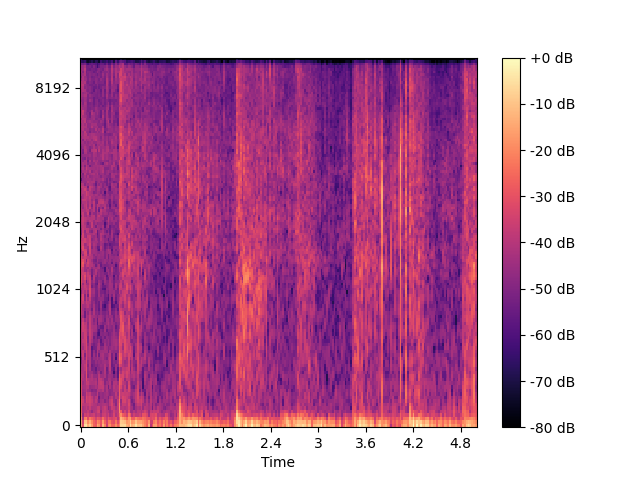 +0 dB
8192
-10 dB
4096
-20 dB
-30 dB
2048
-40 dB
Hz
1024
-50 dB
512
-60 dB
-70 dB
0
-80 dB
0 0.6 1.2 1.8 2.4 3 3.6 4.2 4.8
Time